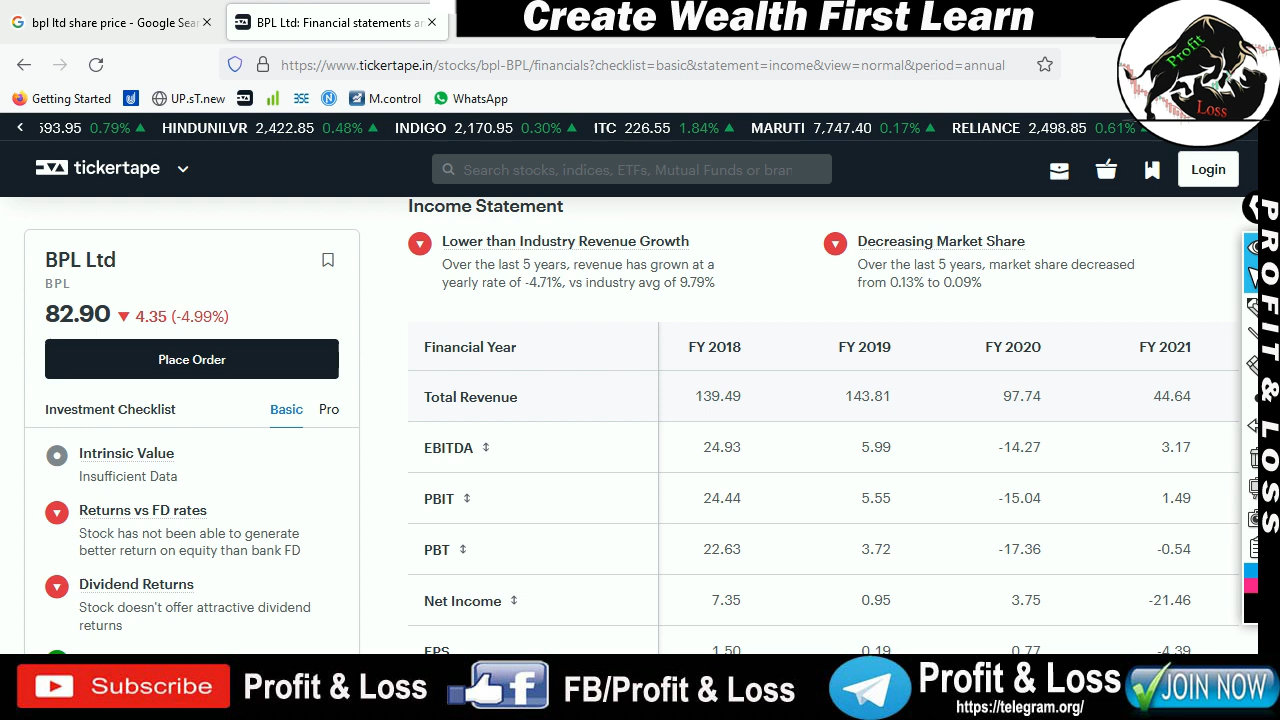 Create Wealth First Learn
bpl ltd share price - Google Sear
BPL Ltd: Financial statements ar
Profit
Loss
https://www.tickertape.in/stocks/bpl-BPL/financials?checklist=basic&statement=income&view=normal&period=annual
Getting Started
UP.sT.new
M.control
WhatsApp
593.95 0.79% HINDUNILVR 2,422.85 0.48% INDIGO 2,170.95 0.30% ITC 226.55 1.84% MARUTI 7,747.40 0.17% RELIANCE 2,498.85 0.61%
tickertape
Search stocks, indices, ETFs, Mutual Funds or bran
Login
BPL Ltd
BPL
82.90 4.35 (-4.99%)
Place Order
Investment Checklist Basic Pro
Intrinsic Value
Insufficient Data
Returns vs FD rates
Stock has not been able to generate
better return on equity than bank FD
Dividend Returns
Stock doesn't offer attractive dividend
returns
Income Statement
Lower than Industry Revenue Growth
Over the last 5 years, revenue has grown at a
yearly rate of -4.71%, vs industry avg of 9.79%
Decreasing Market Share
Over the last 5 years, market share decreased
from 0.13% to 0.09%
Financial Year FY 2018 FY 2019 FY 2020 FY 2021
Total Revenue 139.49 143.81 97.74 44.64
EBITDA 24.93 5.99 -14.27 3.17
PBIT 24.44 5.55 -15.04 1.49
PBT 22.63 3.72 -17.36 -0.54
Net Income 7.35 0.95 3.75 -21.46
EPS 1.50 0.19 0.77 -4.39
PROFIT & LOSS
Subscribe
Profit & Loss
f
FB/Profit & Loss
Profit & Loss
https://telegram.org/
JOIN NOW